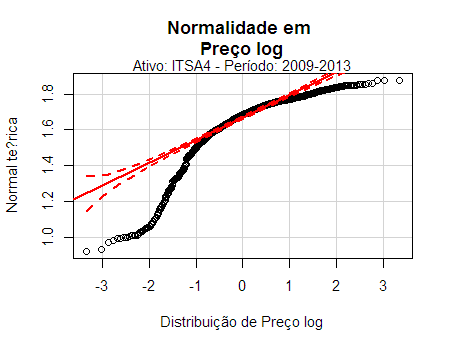 Normalidade em
Preço log
Ativo: ITSA4 - Período: 2009-2013
Normal te?rica
1.8
1.6
1.4
1.2
1.0
-3 -2 -1 0 1 2 3
Distribuição de Preço log